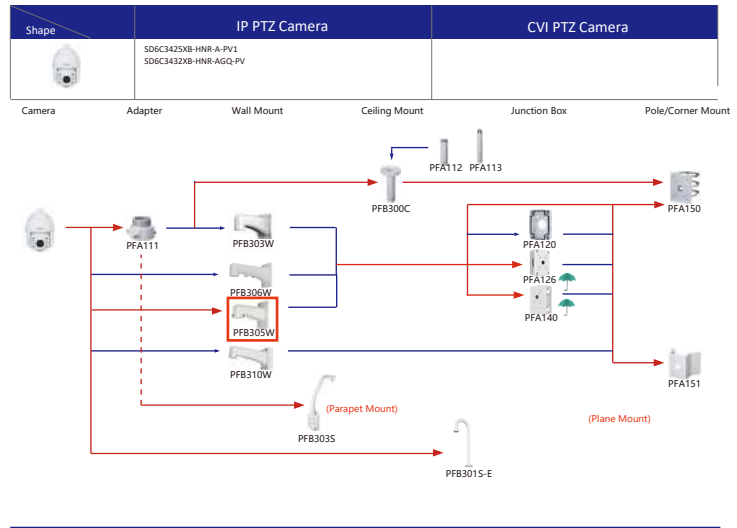 Shape
IP PTZ Camera
CVI PTZ Camera
SD6C3425XB-HNR-A-PV1
SD6C3432XB-HNR-AGQ-PV
Camera
Adapter
Wall Mount
Ceiling Mount
Junction Box
Pole/Corner Mount
PFA112
PFA113
PFB300C
PFA150
PFA111
PFB303W
PFA120
PFB306W
PFA126
PFB305W
PFA140
PFB310W
PFA151
(Parapet Mount)
(Plane Mount)
PFB303S
PFB301S-E